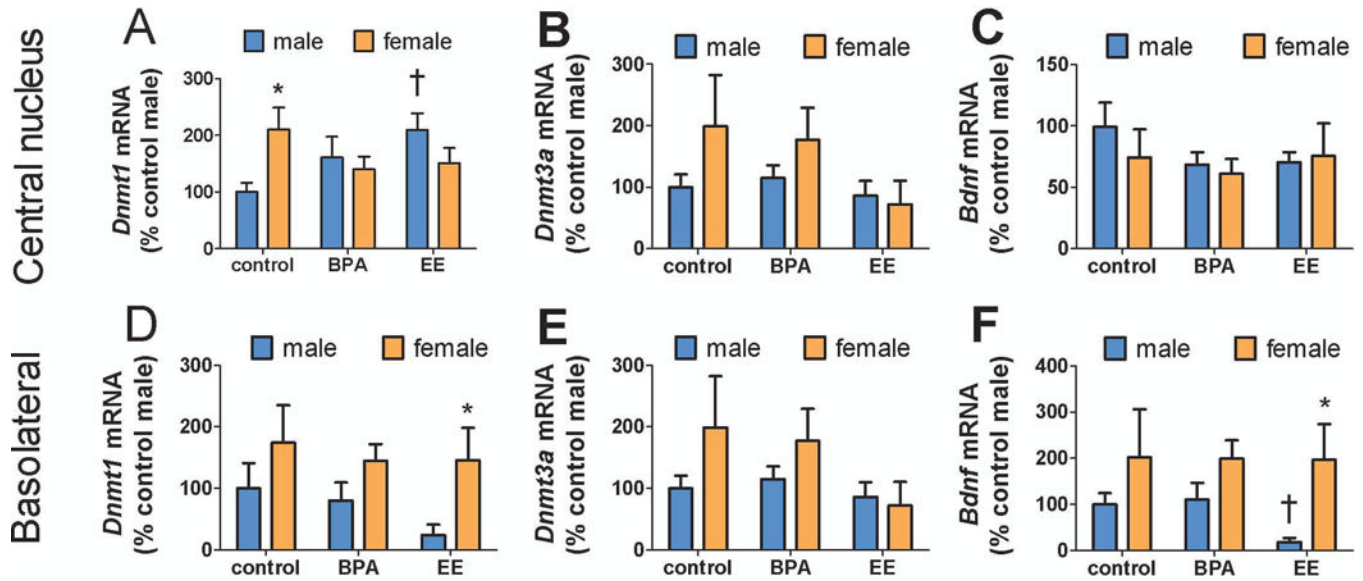 Central nucleus
A
male female
Dnmt1 mRNA
(% control male)
300
200
100
0
*
†
control BPA EE
B
male female
Dnmt3a mRNA
(% control male)
300
200
100
0
control BPA EE
C
male female
Bdnf mRNA
(% control male)
150
100
50
0
control BPA EE
Basolateral
D
male female
Dnmt1 mRNA
(% control male)
300
200
100
0
*
control BPA EE
E
male female
Dnmt3a mRNA
(% control male)
300
200
100
0
control BPA EE
F
male female
Bdnf mRNA
(% control male)
400
300
200
100
0
*
†
control BPA EE